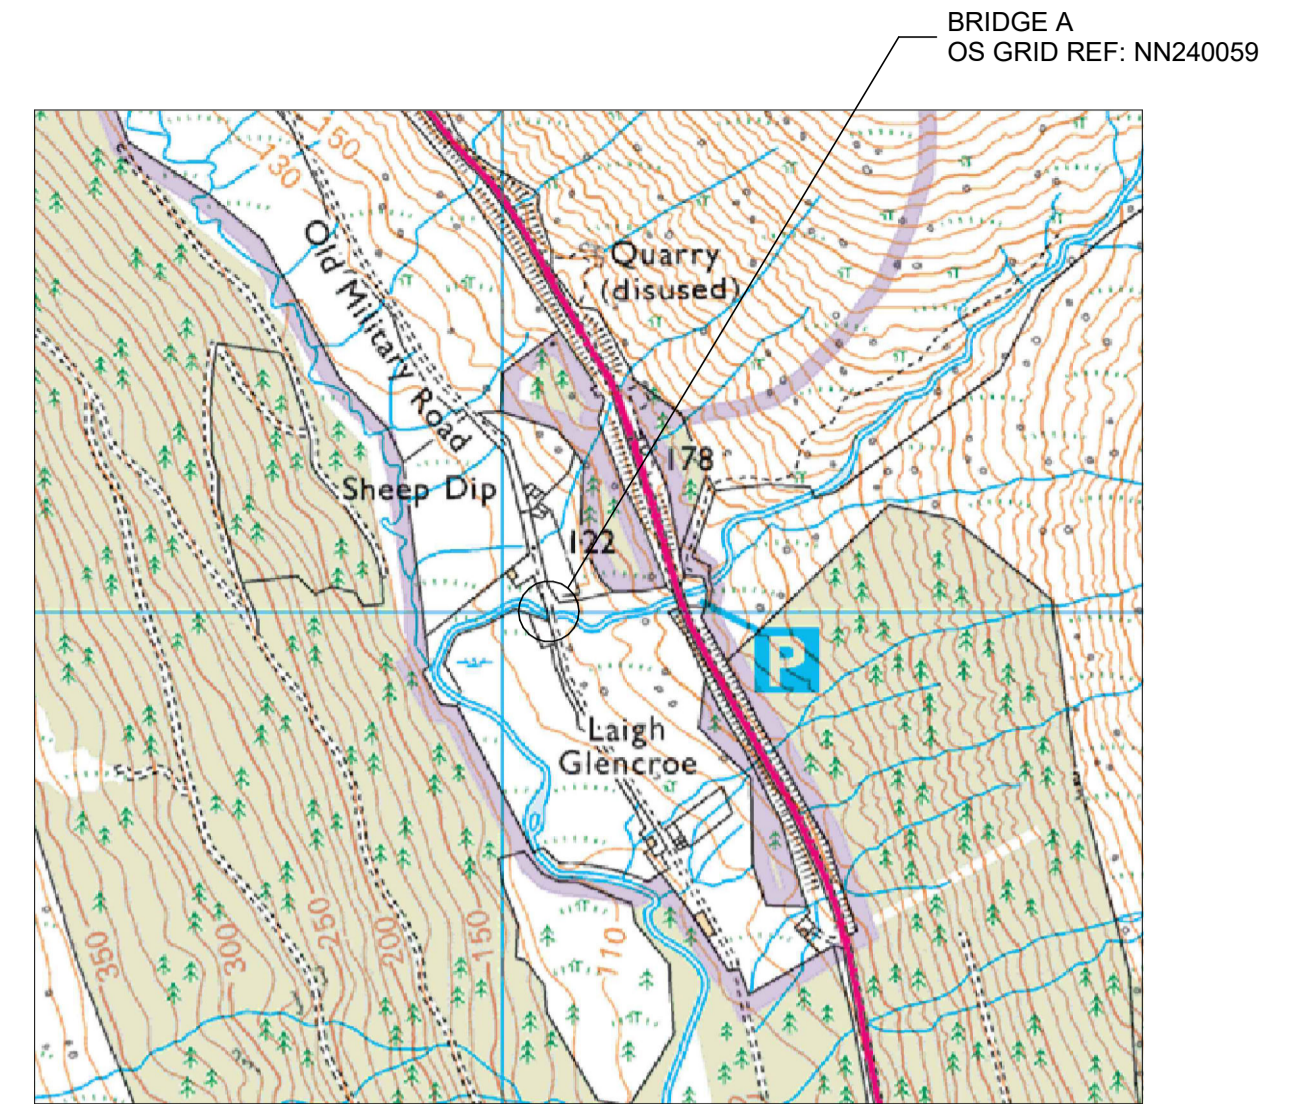 BRIDGE A
OS GRID REF: NN240059
150
130
Old Military Road
Quarry
(disused)
178
Sheep Dip
122
P
Laigh
Glencroe
350
300
250
200
150
110